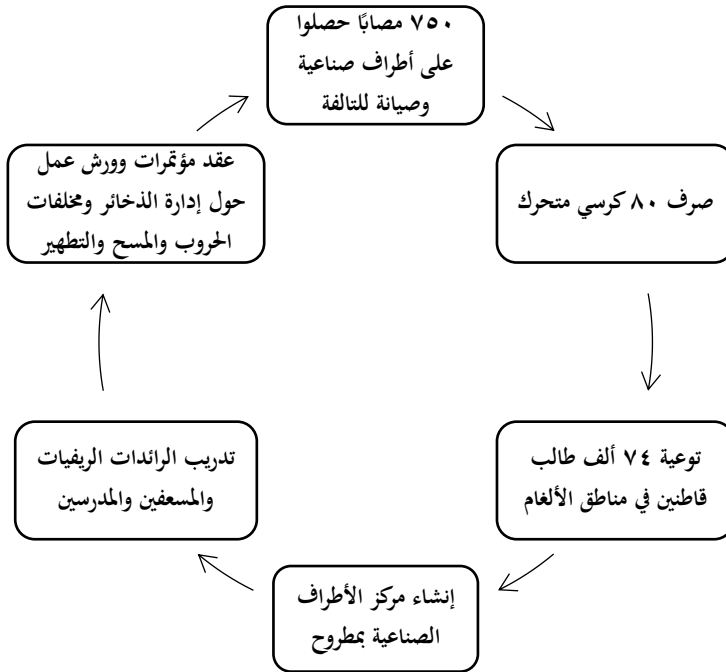 ٧٥٠ مصابًا حصلوا
على أطراف صناعية
وصيانة للتالفة
صرف ٨٠ كرسي متحرك
توعية ٧٤ ألف طالب
قاطنين في مناطق الألغام
إنشاء مركز الأطراف
الصناعية بمطروح
تدريب الرائدات الريفيات
والمسعفين والمدرسين
عقد مؤتمرات وورش عمل
حول إدارة الذخائر ومخلفات
الحروب والمسح والتطهير